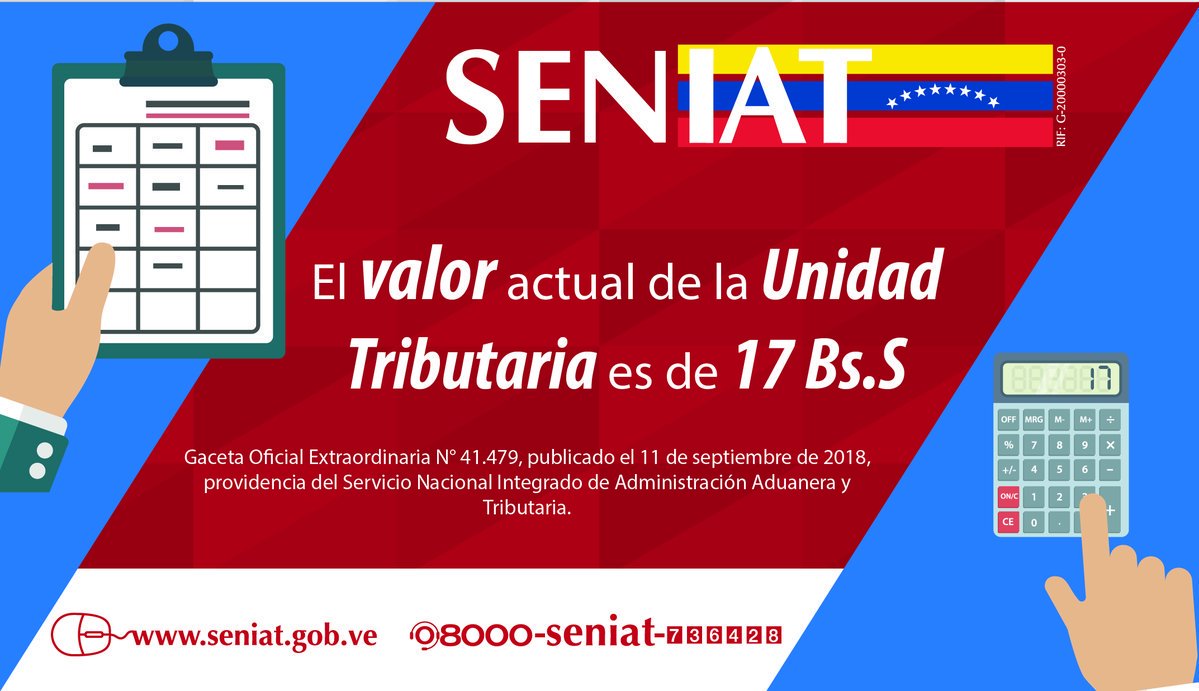 SENIAT
RIF: G-20000303-0
El valor actual de la Unidad
Tributaria es de 17 Bs.S
Gaceta Oficial Extraordinaria N° 41.479, publicado el 11 de septiembre de 2018,
providencia del Servicio Nacional Integrado de Administración Aduanera y
Tributaria.
17
OFF MRG M- M+ ÷
% 7 8 9 ×
+/- 4 5 6 −
ON/C 1 2 3
CE 0 . +
www.seniat.gob.ve
08000-seniat-736428